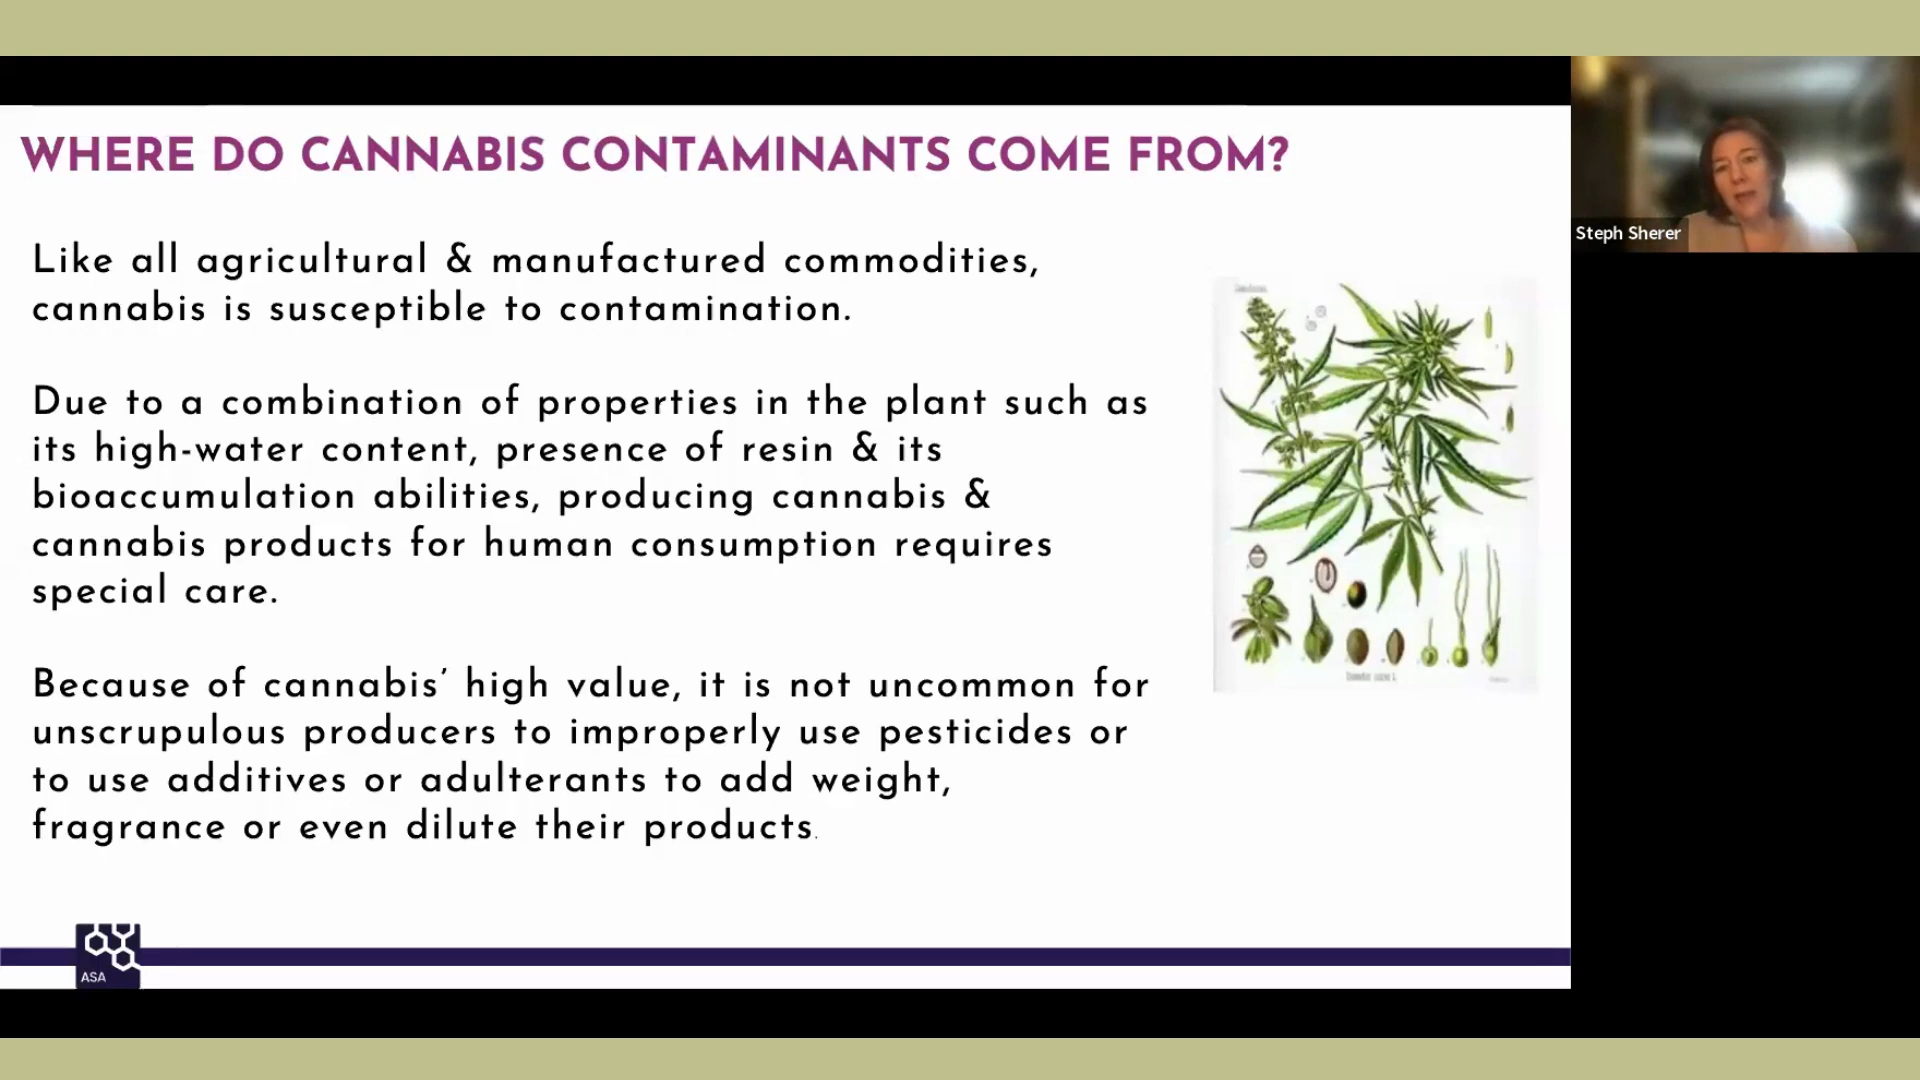 WHERE DO CANNABIS CONTAMINANTS COME FROM?
Like all agricultural & manufactured commodities,
cannabis is susceptible to contamination.
Due to a combination of properties in the plant such as
its high-water content, presence of resin & its
bioaccumulation abilities, producing cannabis &
cannabis products for human consumption requires
special care.
Because of cannabis’ high value, it is not uncommon for
unscrupulous producers to improperly use pesticides or
to use additives or adulterants to add weight,
fragrance or even dilute their products.
ASA
Steph Sherer